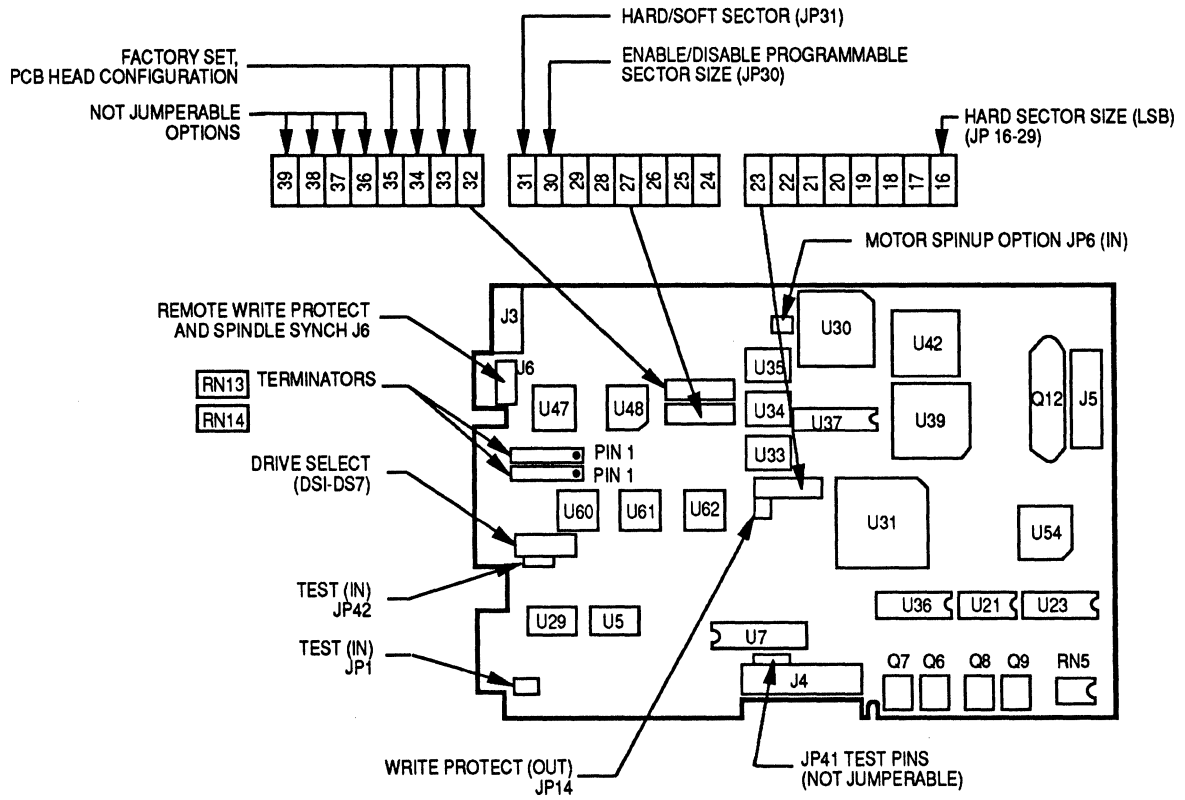 HARD/SOFT SECTOR (JP31)
FACTORY SET,
PCB HEAD CONFIGURATION
ENABLE/DISABLE PROGRAMMABLE
SECTOR SIZE (JP30)
NOT JUMPERABLE
OPTIONS
HARD SECTOR SIZE (LSB)
(JP 16-29)
39 38 37 36 35 34 33 32
31 30 29 28 27 26 25 24
23 22 21 20 19 18 17 16
MOTOR SPINUP OPTION JP6 (IN)
REMOTE WRITE PROTECT
AND SPINDLE SYNCH J6
J3
U30
U42
J6
U35
RN13
TERMINATORS
RN14
U47
U48
U34
U37
U39
Q12
J5
PIN 1
PIN 1
U33
DRIVE SELECT
(DSI-DS7)
U60
U61
U62
U31
U54
TEST (IN)
JP42
U29
U5
U36
U21
U23
TEST (IN)
JP1
U7
J4
Q7
Q6
Q8
Q9
RN5
WRITE PROTECT (OUT)
JP14
JP41 TEST PINS
(NOT JUMPERABLE)